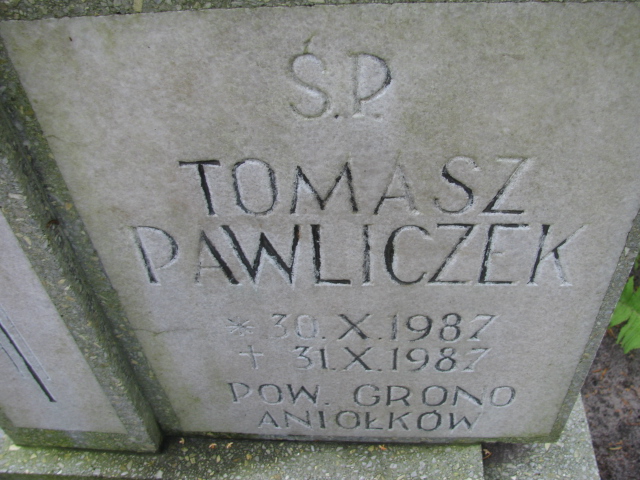 Ś.P.
TOMASZ
PAWLICZEK
* 30.X.1987
+ 31.X.1987
POW. GRONO
ANIOŁKÓW